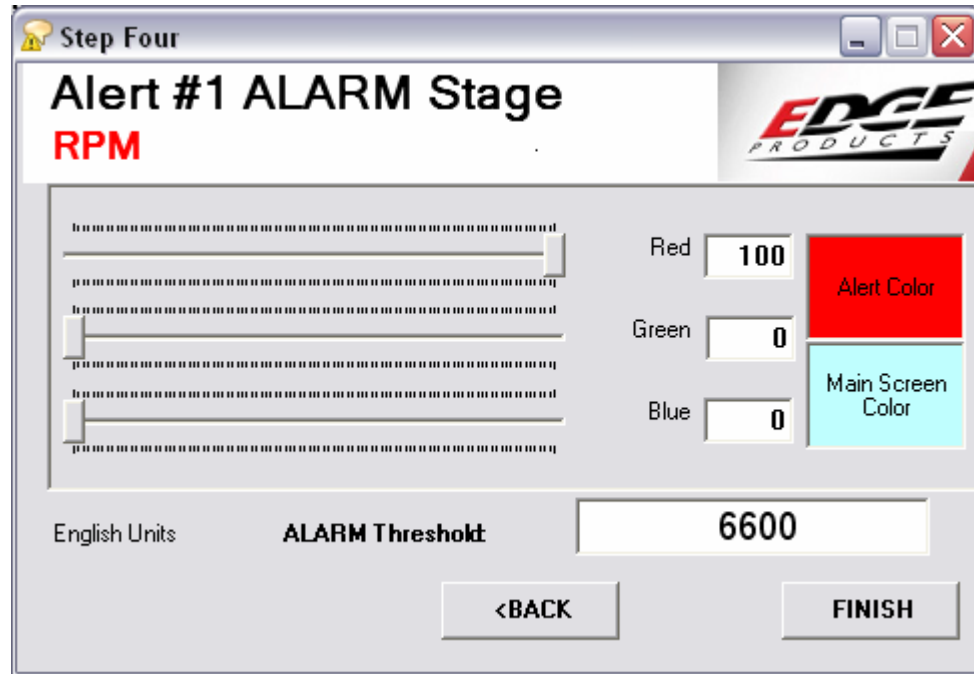 Step Four
Alert #1 ALARM Stage
RPM
EDGE
PRODUCTS
Red
100
Alert Color
Green
0
Main Screen
Color
Blue
0
English Units
ALARM Threshold:
6600
<BACK
FINISH